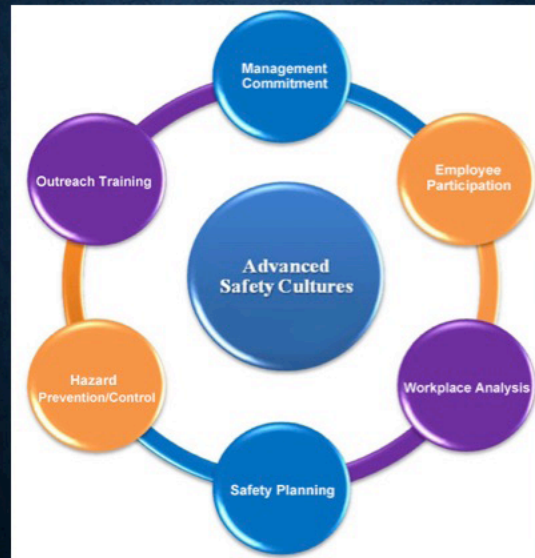 Management
Commitment
Employee
Participation
Workplace Analysis
Safety Planning
Hazard
Prevention/Control
Outreach Training
Advanced
Safety Cultures